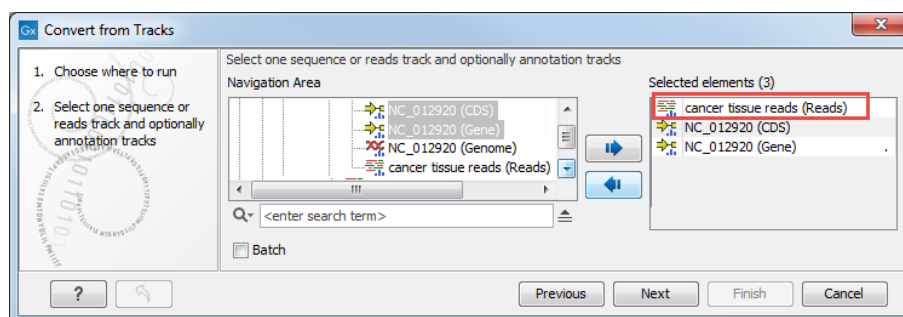 Gx Convert from Tracks
1. Choose where to run
2. Select one sequence or
reads track and optionally
annotation tracks
Select one sequence or reads track and optionally annotation tracks
Navigation Area
NC_012920 (CDS)
NC_012920 (Gene)
NC_012920 (Genome)
cancer tissue reads (Reads)
<enter search term>
Batch
Selected elements (3)
cancer tissue reads (Reads)
NC_012920 (CDS)
NC_012920 (Gene)
? Previous Next Finish Cancel